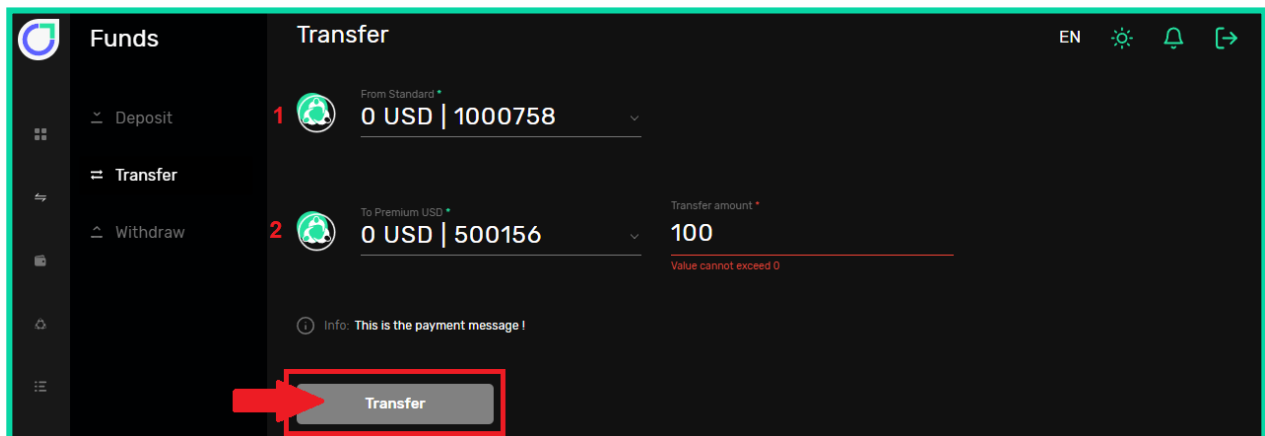 Funds
Transfer
EN
Deposit
Transfer
Withdraw
1
From Standard *
0 USD | 1000758
2
To Premium USD *
0 USD | 500156
Transfer amount *
100
Value cannot exceed 0
Info: This is the payment message !
Transfer